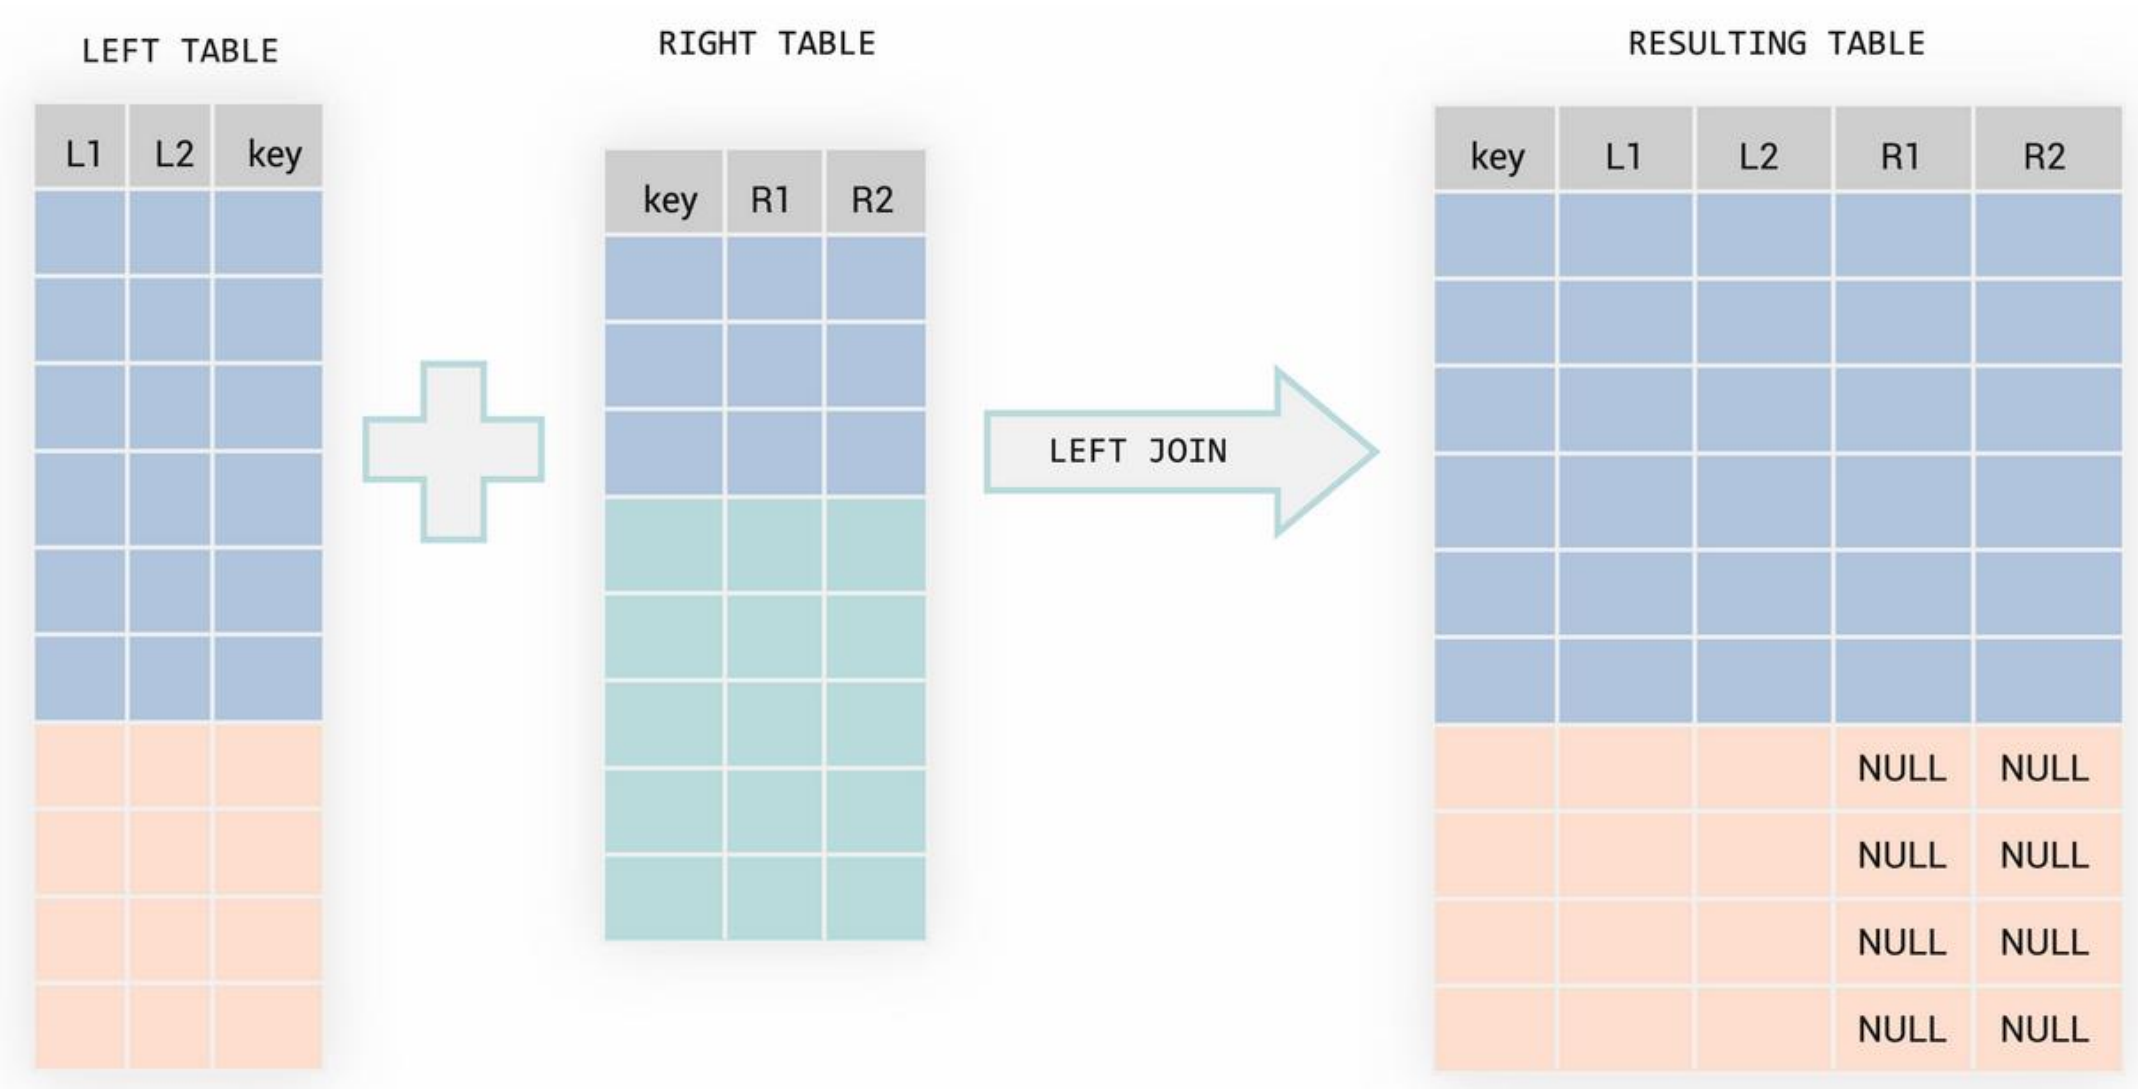 LEFT TABLE
RIGHT TABLE
RESULTING TABLE
L1 L2 key
key R1 R2
key L1 L2 R1 R2
LEFT JOIN
NULL NULL
NULL NULL
NULL NULL
NULL NULL